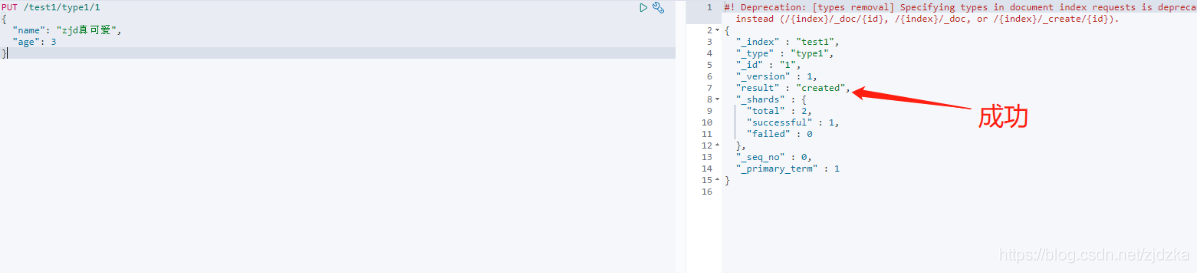 PUT /test1/type1/1
{
"name": "zjd真可爱",
"age": 3
}
1 #! Deprecation: [types removal] Specifying types in document index requests is depreca
instead (/{index}/_doc/{id}, /{index}/_doc, or /{index}/_create/{id}).
2 {
3 "_index" : "test1",
4 "_type" : "type1",
5 "_id" : "1",
6 "_version" : 1,
7 "result" : "created",
8 "_shards" : {
9 "total" : 2,
10 "successful" : 1,
11 "failed" : 0
12 },
13 "_seq_no" : 0,
14 "_primary_term" : 1
15 }
16
成功
https://blog.csdn.net/zjdzka